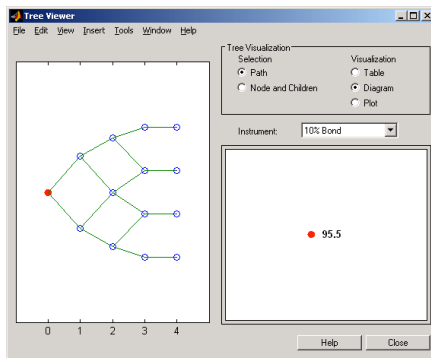 Tree Viewer
File Edit View Insert Tools Window Help
Tree Visualization
Selection
Visualization
Path
Table
Node and Children
Diagram
Plot
Instrument:
10% Bond
95.5
0 1 2 3 4
Help
Close